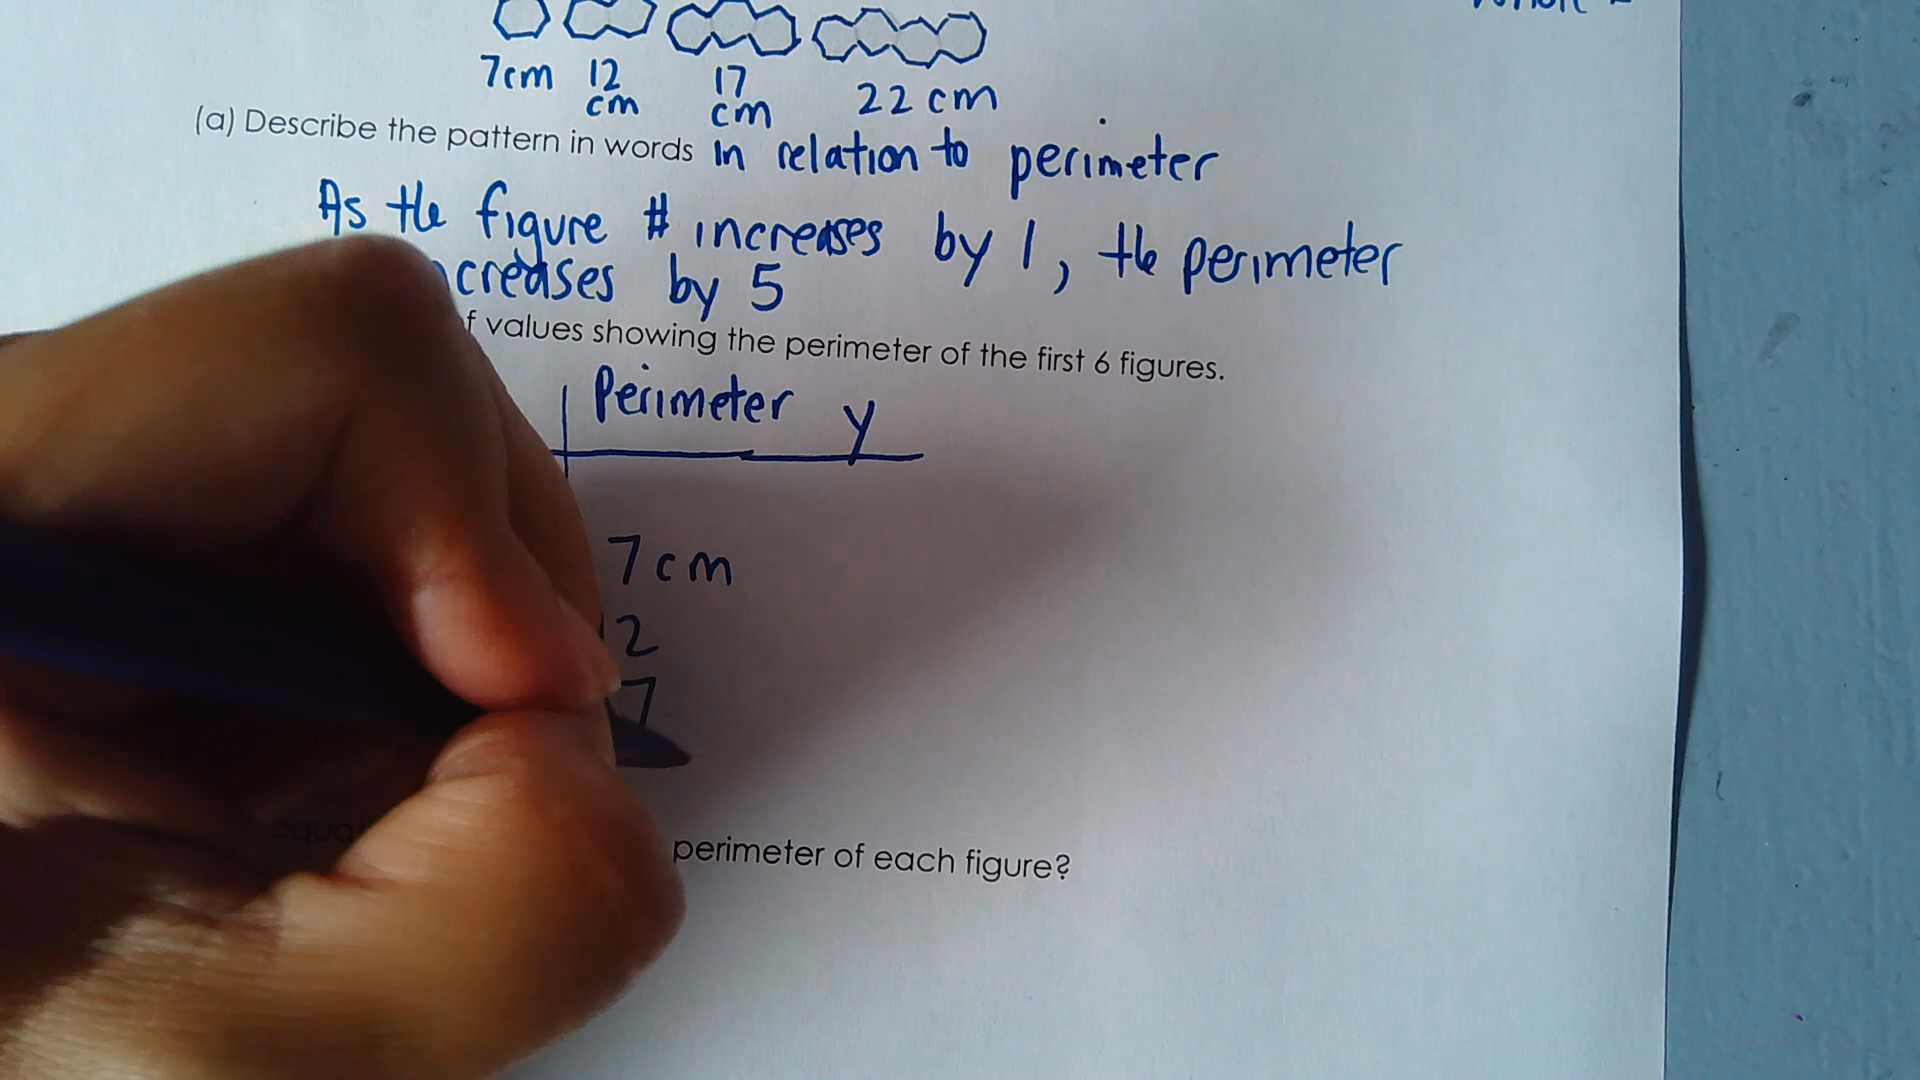 7cm 12 cm 17 cm 22 cm
(a) Describe the pattern in words in relation to perimeter
As the figure # increases by 1, the perimeter
creases by 5
values showing the perimeter of the first 6 figures.
Perimeter y
7cm
12
7
perimeter of each figure?